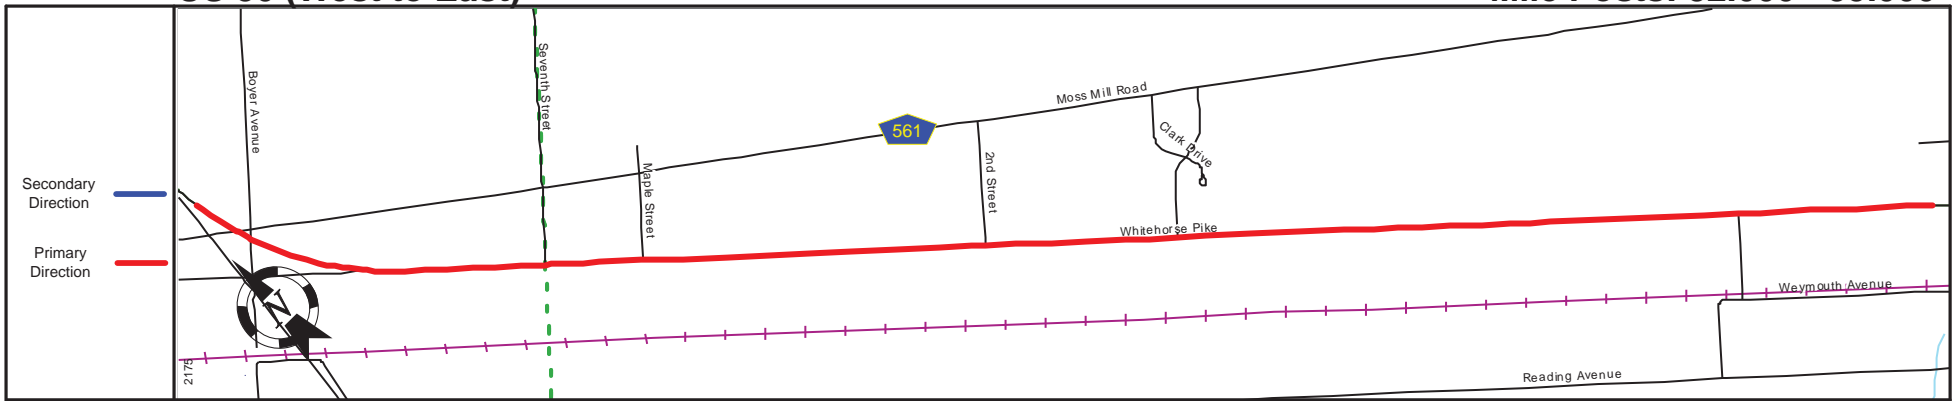 Secondary
Direction
Primary
Direction
Boyer Avenue
Seventh Street
Maple Street
561
Moss Mill Road
2nd Street
Clark Drive
Whitehorse Pike
Weymouth Avenue
Reading Avenue
2175
N